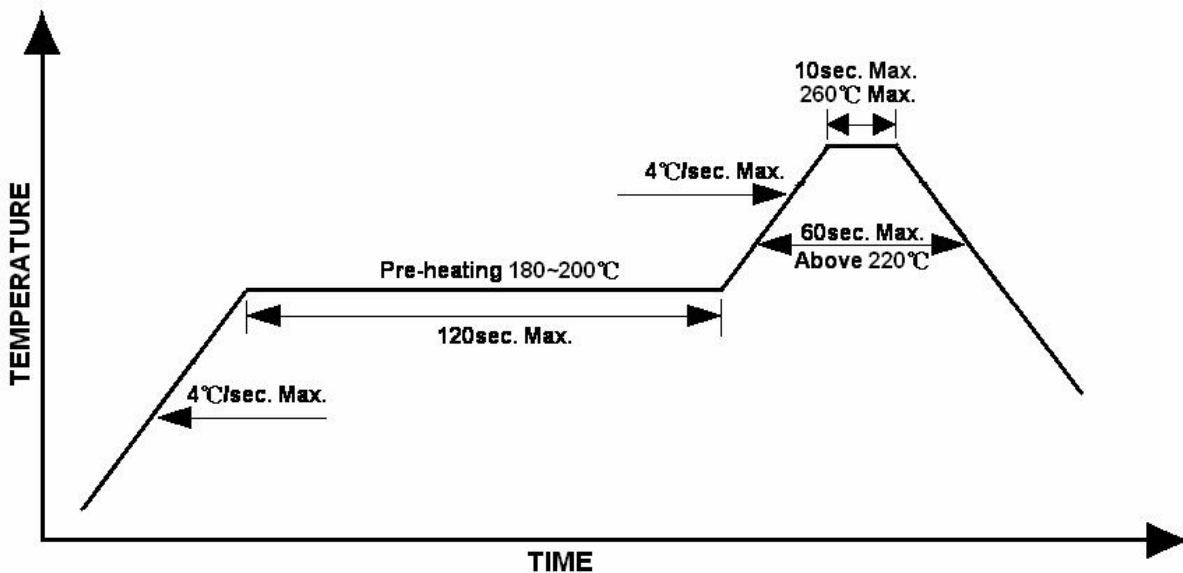 10sec. Max.
260℃ Max.
4℃/sec. Max.
60sec. Max.
Above 220℃
Pre-heating 180~200℃
120sec. Max.
4℃/sec. Max.
TEMPERATURE
TIME